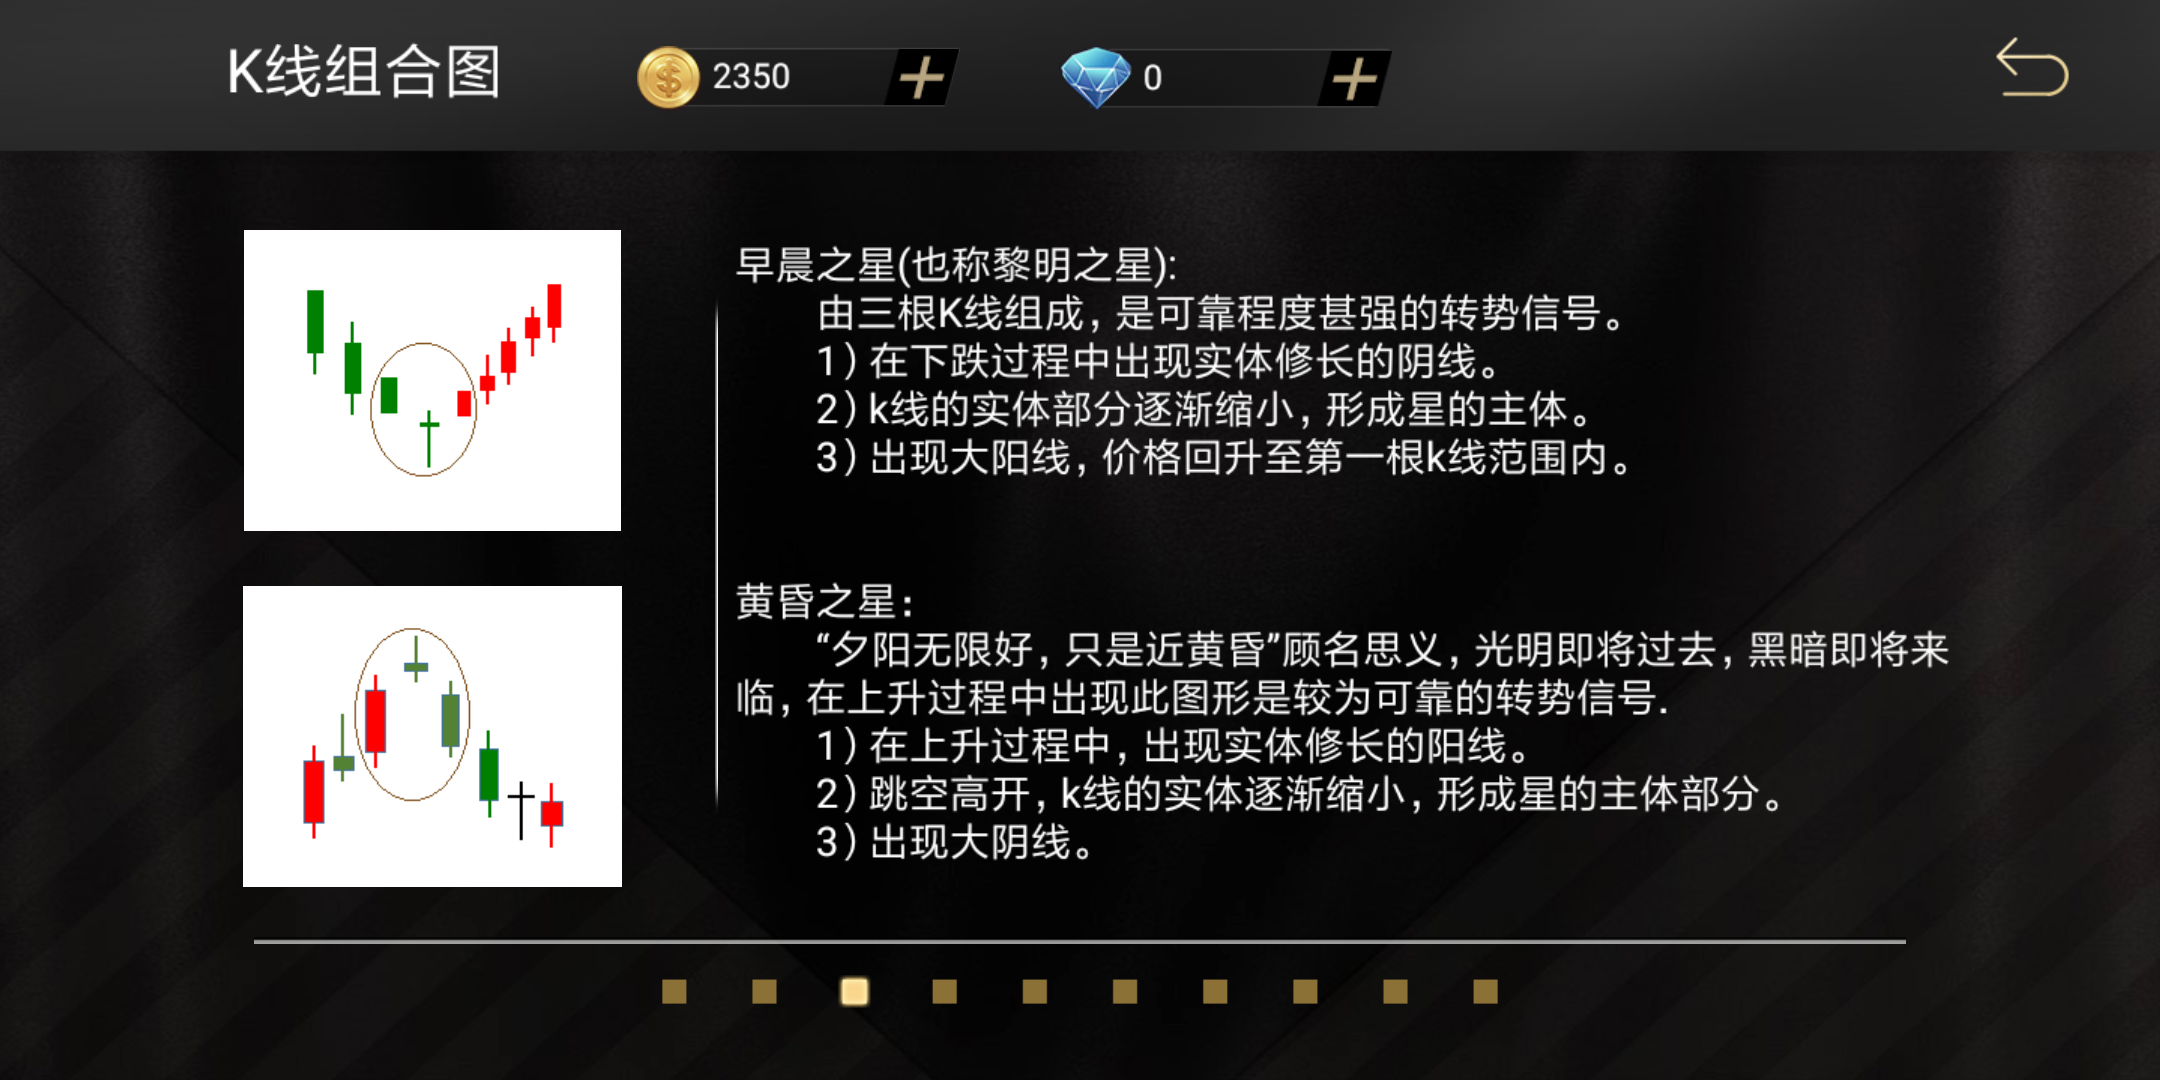 K线组合图
2350
0
早晨之星(也称黎明之星):
由三根K线组成，是可靠程度甚强的转势信号。
1）在下跌过程中出现实体修长的阴线。
2）k线的实体部分逐渐缩小，形成星的主体。
3）出现大阳线，价格回升至第一根k线范围内。
黄昏之星：
“夕阳无限好，只是近黄昏”顾名思义，光明即将过去，黑暗即将来
临，在上升过程中出现此图形是较为可靠的转势信号.
1）在上升过程中，出现实体修长的阳线。
2）跳空高开，k线的实体逐渐缩小，形成星的主体部分。
3）出现大阴线。